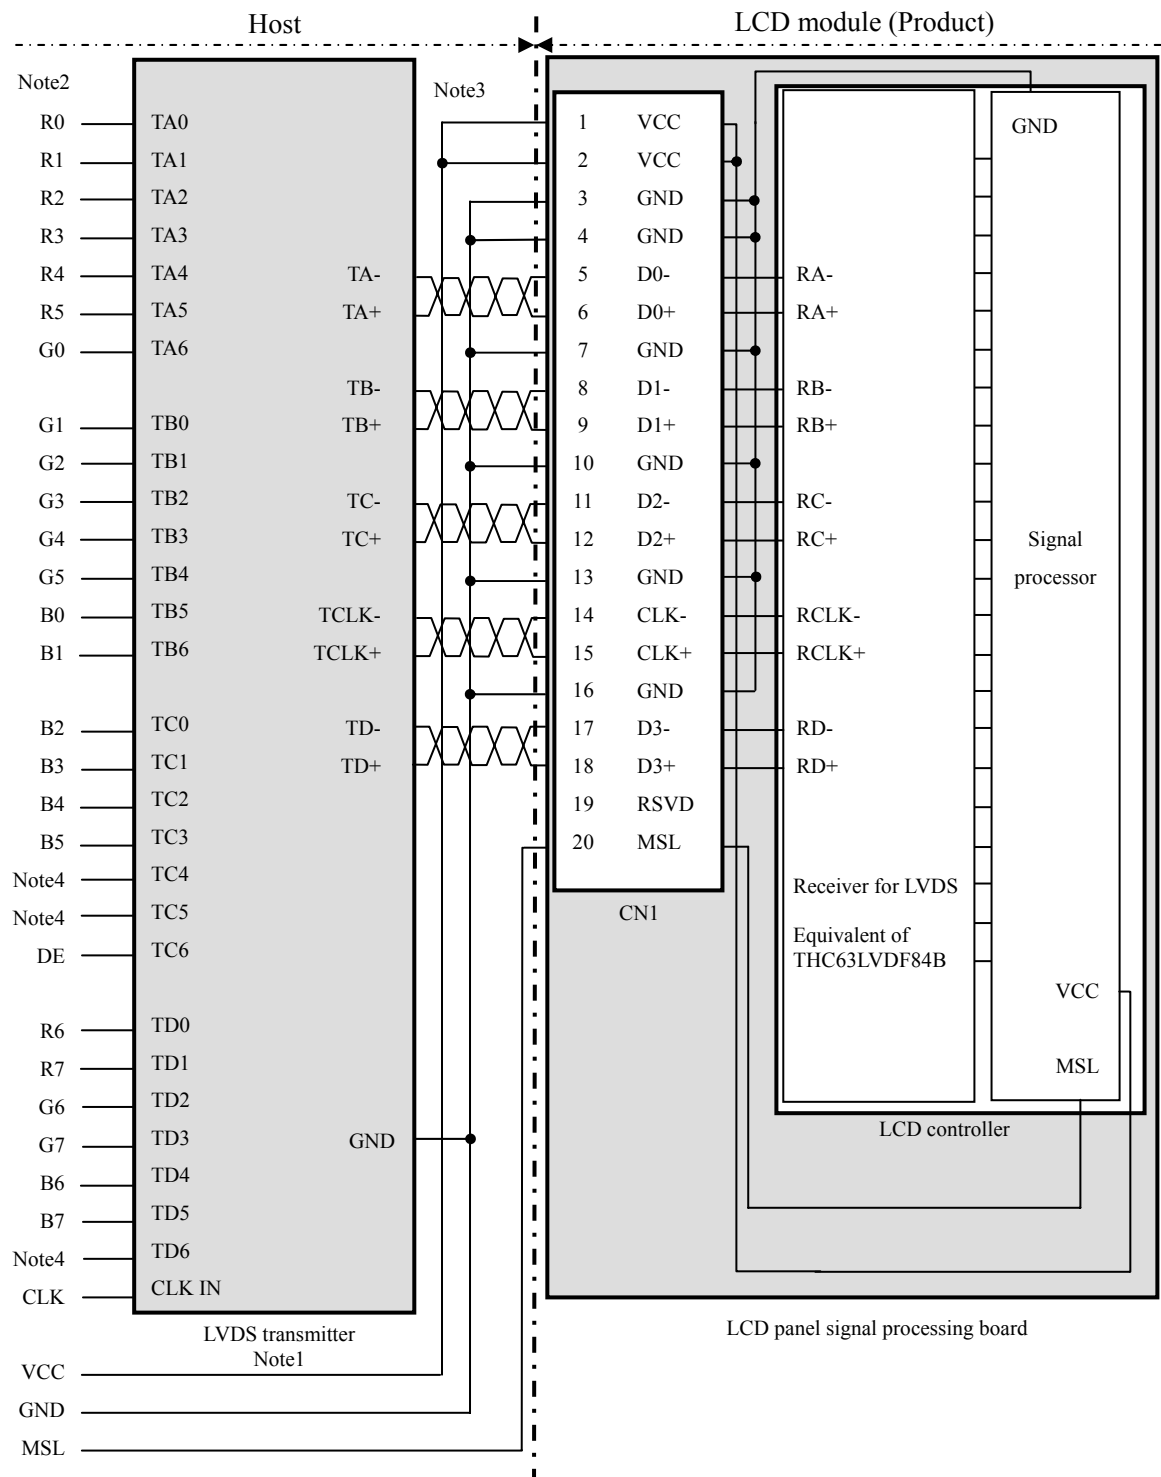 Host
LCD module (Product)
Note2
Note3
R0 TA0
R1 TA1
R2 TA2
R3 TA3
R4 TA4 TA-
R5 TA5 TA+
G0 TA6
TB-
G1 TB0 TB+
G2 TB1
G3 TB2 TC-
G4 TB3 TC+
G5 TB4
B0 TB5 TCLK-
B1 TB6 TCLK+
B2 TC0 TD-
B3 TC1 TD+
B4 TC2
B5 TC3
Note4 TC4
Note4 TC5
DE TC6
R6 TD0
R7 TD1
G6 TD2
G7 TD3 GND
B6 TD4
B7 TD5
Note4 TD6
CLK CLK IN
LVDS transmitter
Note1
VCC
GND
MSL
1 VCC
2 VCC
3 GND
4 GND
5 D0-
6 D0+
7 GND
8 D1-
9 D1+
10 GND
11 D2-
12 D2+
13 GND
14 CLK-
15 CLK+
16 GND
17 D3-
18 D3+
19 RSVD
20 MSL
CN1
RA-
RA+
RB-
RB+
RC-
RC+
RCLK-
RCLK+
RD-
RD+
Receiver for LVDS
Equivalent of
THC63LVDF84B
GND
Signal
processor
VCC
MSL
LCD controller
LCD panel signal processing board